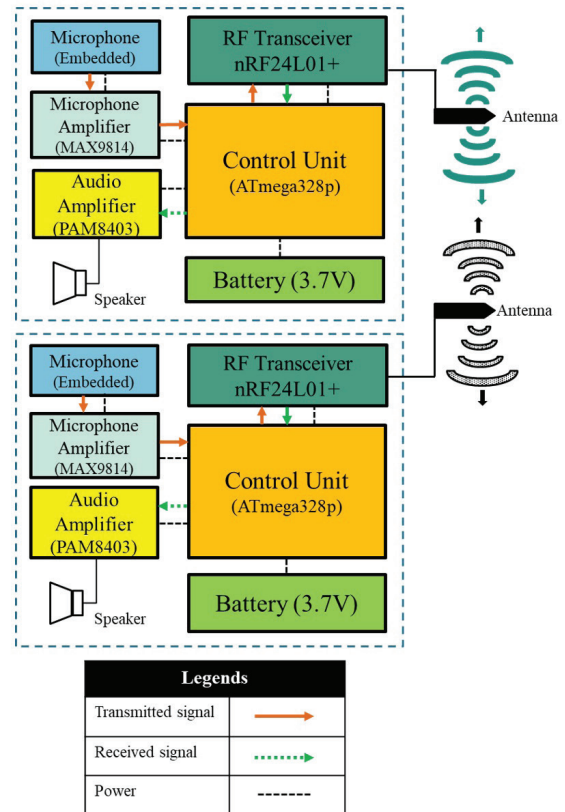 Microphone
(Embedded)
RF Transceiver
nRF24L01+
Microphone
Amplifier
(MAX9814)
Antenna
Control Unit
(ATmega328p)
Audio
Amplifier
(PAM8403)
Speaker
Battery (3.7V)
Antenna
Microphone
(Embedded)
RF Transceiver
nRF24L01+
Microphone
Amplifier
(MAX9814)
Control Unit
(ATmega328p)
Audio
Amplifier
(PAM8403)
Speaker
Battery (3.7V)
Legends
Transmitted signal
Received signal
Power